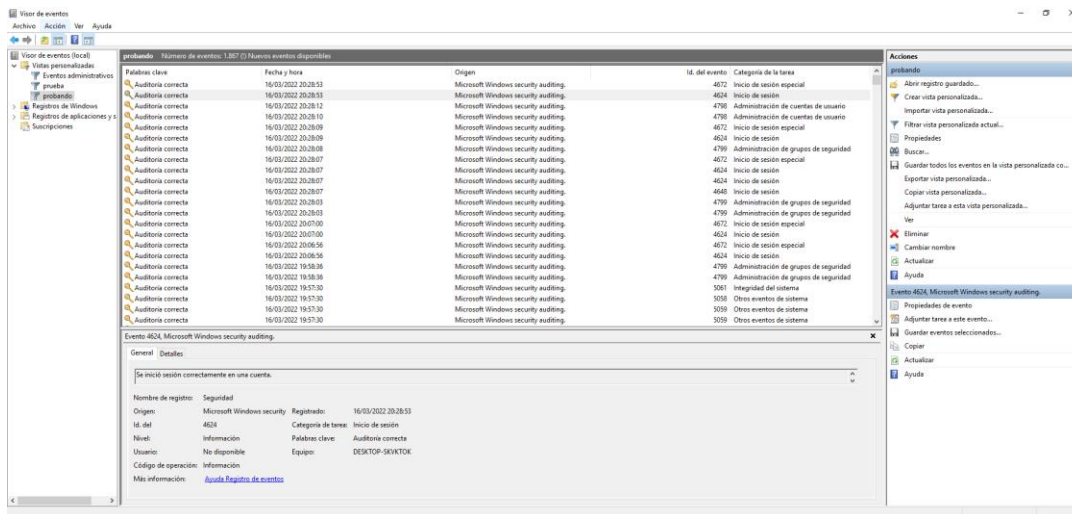 Visor de eventos
Archivo Acción Ver Ayuda
Visor de eventos (local)
Vistas personalizadas
Eventos administrativos
prueba
probando
Registros de Windows
Registros de aplicaciones y s
Suscripciones
probando Número de eventos: 1.867 (!) Nuevos eventos disponibles
Palabras clave Fecha y hora Origen Id. del evento Categoría de la tarea
Auditoría correcta 16/03/2022 20:28:53 Microsoft Windows security auditing. 4672 Inicio de sesión especial
Auditoría correcta 16/03/2022 20:28:53 Microsoft Windows security auditing. 4624 Inicio de sesión
Auditoría correcta 16/03/2022 20:28:12 Microsoft Windows security auditing. 4798 Administración de cuentas de usuario
Auditoría correcta 16/03/2022 20:28:10 Microsoft Windows security auditing. 4798 Administración de cuentas de usuario
Auditoría correcta 16/03/2022 20:28:09 Microsoft Windows security auditing. 4672 Inicio de sesión especial
Auditoría correcta 16/03/2022 20:28:09 Microsoft Windows security auditing. 4624 Inicio de sesión
Auditoría correcta 16/03/2022 20:28:08 Microsoft Windows security auditing. 4799 Administración de grupos de seguridad
Auditoría correcta 16/03/2022 20:28:07 Microsoft Windows security auditing. 4672 Inicio de sesión especial
Auditoría correcta 16/03/2022 20:28:07 Microsoft Windows security auditing. 4624 Inicio de sesión
Auditoría correcta 16/03/2022 20:28:07 Microsoft Windows security auditing. 4624 Inicio de sesión
Auditoría correcta 16/03/2022 20:28:07 Microsoft Windows security auditing. 4648 Inicio de sesión
Auditoría correcta 16/03/2022 20:28:03 Microsoft Windows security auditing. 4799 Administración de grupos de seguridad
Auditoría correcta 16/03/2022 20:28:03 Microsoft Windows security auditing. 4799 Administración de grupos de seguridad
Auditoría correcta 16/03/2022 20:07:00 Microsoft Windows security auditing. 4672 Inicio de sesión especial
Auditoría correcta 16/03/2022 20:07:00 Microsoft Windows security auditing. 4624 Inicio de sesión
Auditoría correcta 16/03/2022 20:06:56 Microsoft Windows security auditing. 4672 Inicio de sesión especial
Auditoría correcta 16/03/2022 20:06:56 Microsoft Windows security auditing. 4624 Inicio de sesión
Auditoría correcta 16/03/2022 19:58:36 Microsoft Windows security auditing. 4799 Administración de grupos de seguridad
Auditoría correcta 16/03/2022 19:58:36 Microsoft Windows security auditing. 4799 Administración de grupos de seguridad
Auditoría correcta 16/03/2022 19:57:30 Microsoft Windows security auditing. 5061 Integridad del sistema
Auditoría correcta 16/03/2022 19:57:30 Microsoft Windows security auditing. 5058 Otros eventos de sistema
Auditoría correcta 16/03/2022 19:57:30 Microsoft Windows security auditing. 5059 Otros eventos de sistema
Auditoría correcta 16/03/2022 19:57:30 Microsoft Windows security auditing. 5059 Otros eventos de sistema
Evento 4624, Microsoft Windows security auditing.
General Detalles
Se inició sesión correctamente en una cuenta.
Nombre de registro: Seguridad
Origen: Microsoft Windows security Registrado: 16/03/2022 20:28:53
Id. del 4624 Categoría de tarea: Inicio de sesión
Nivel: Información Palabras clave: Auditoría correcta
Usuario: No disponible Equipo: DESKTOP-SKVKTOK
Código de operación: Información
Más información: Ayuda Registro de eventos
Acciones
probando
Abrir registro guardado...
Crear vista personalizada...
Importar vista personalizada...
Filtrar vista personalizada actual...
Propiedades
Buscar...
Guardar todos los eventos en la vista personalizada co...
Exportar vista personalizada...
Copiar vista personalizada...
Adjuntar tarea a esta vista personalizada...
Ver
Eliminar
Cambiar nombre
Actualizar
Ayuda
Evento 4624, Microsoft Windows security auditing.
Propiedades de evento
Adjuntar tarea a este evento...
Guardar eventos seleccionados...
Copiar
Actualizar
Ayuda